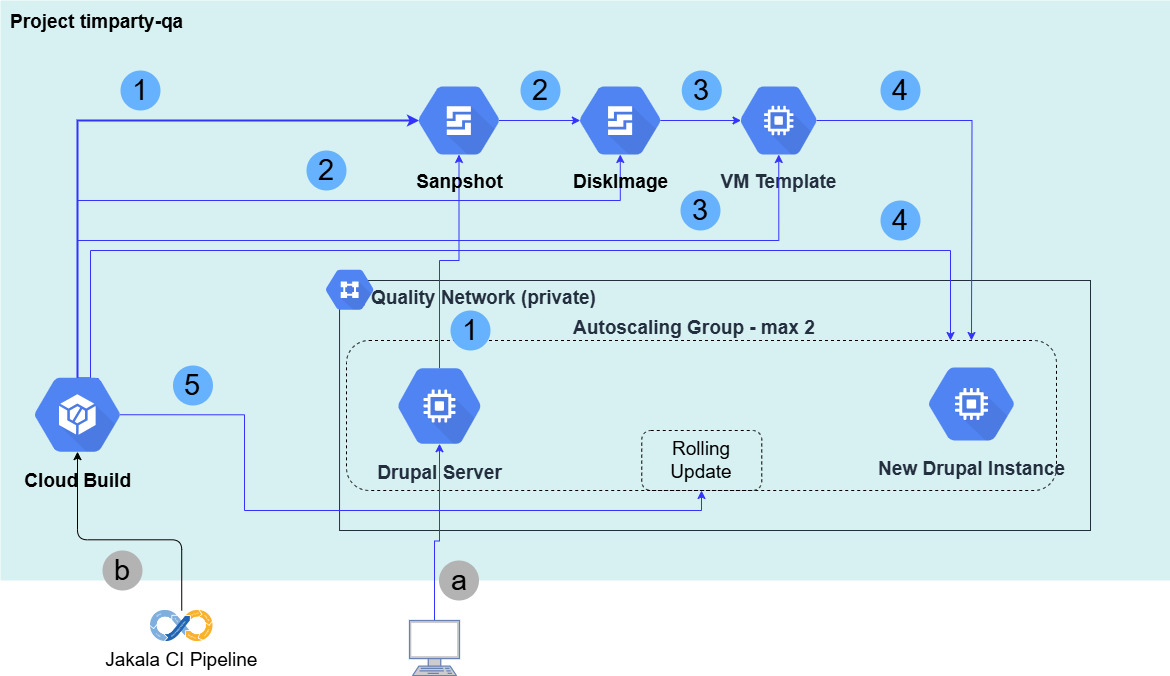 Project timparty-qa
1
2
3
4
Sanpshot
DiskImage
VM Template
2
3
4
Quality Network (private)
Autoscaling Group - max 2
1
5
Cloud Build
Drupal Server
Rolling
Update
New Drupal Instance
b
a
Jakala CI Pipeline